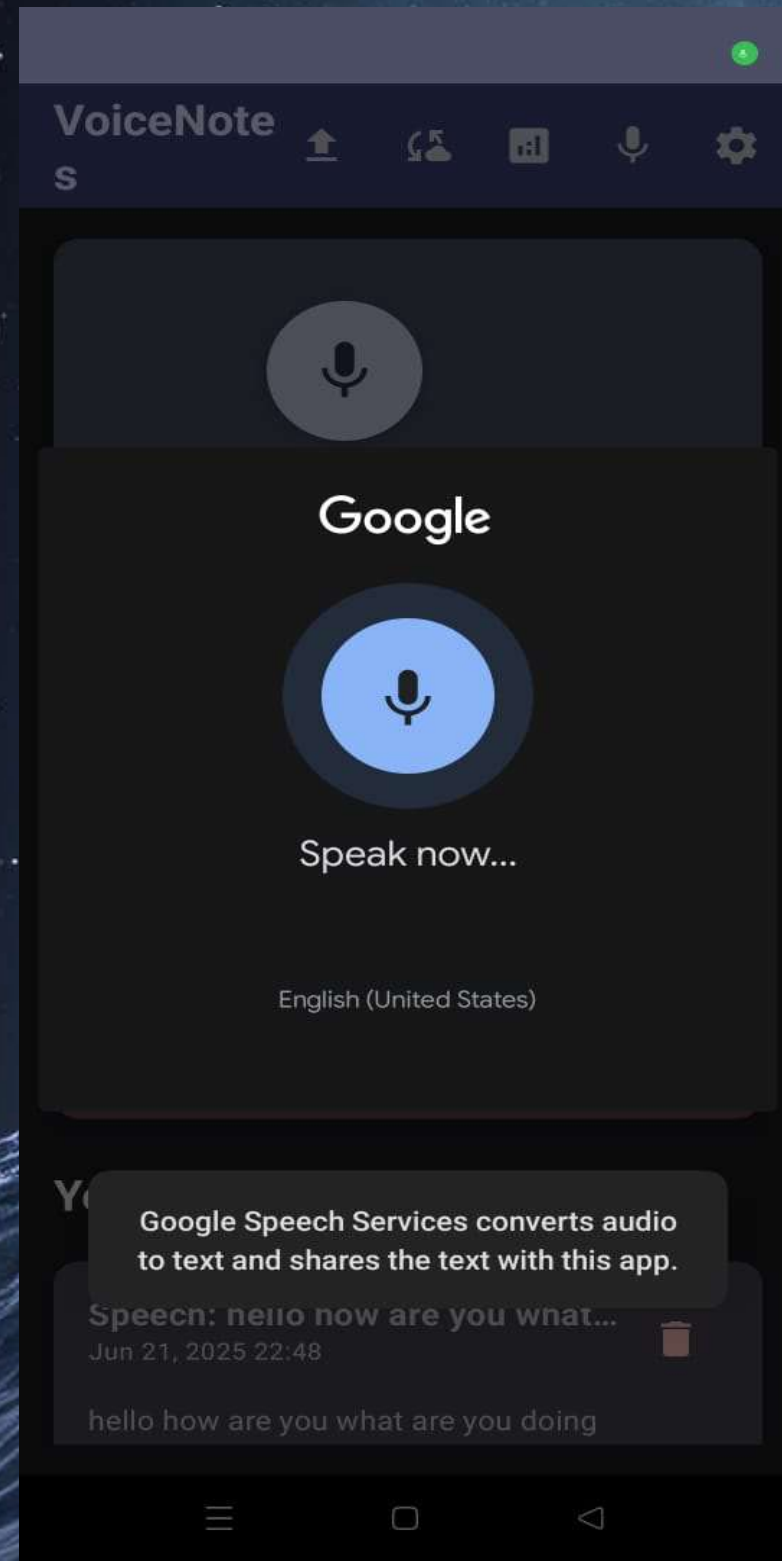 VoiceNote
s
Google
Speak now...
English (United States)
Google Speech Services converts audio
to text and shares the text with this app.
Speech: hello how are you what...
Jun 21, 2025 22:48
hello how are you what are you doing